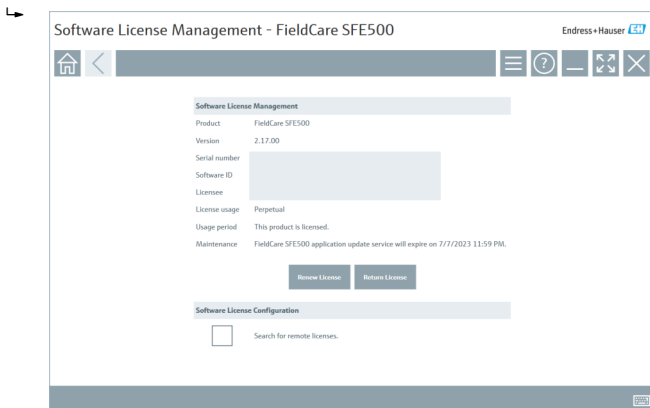 Software License Management - FieldCare SFE500
Endress+Hauser
Software License Management
Product FieldCare SFE500
Version 2.17.00
Serial number
Software ID
Licensee
License usage Perpetual
Usage period This product is licensed.
Maintenance FieldCare SFE500 application update service will expire on 7/7/2023 11:59 PM.
Renew License Return License
Software License Configuration
Search for remote licenses.